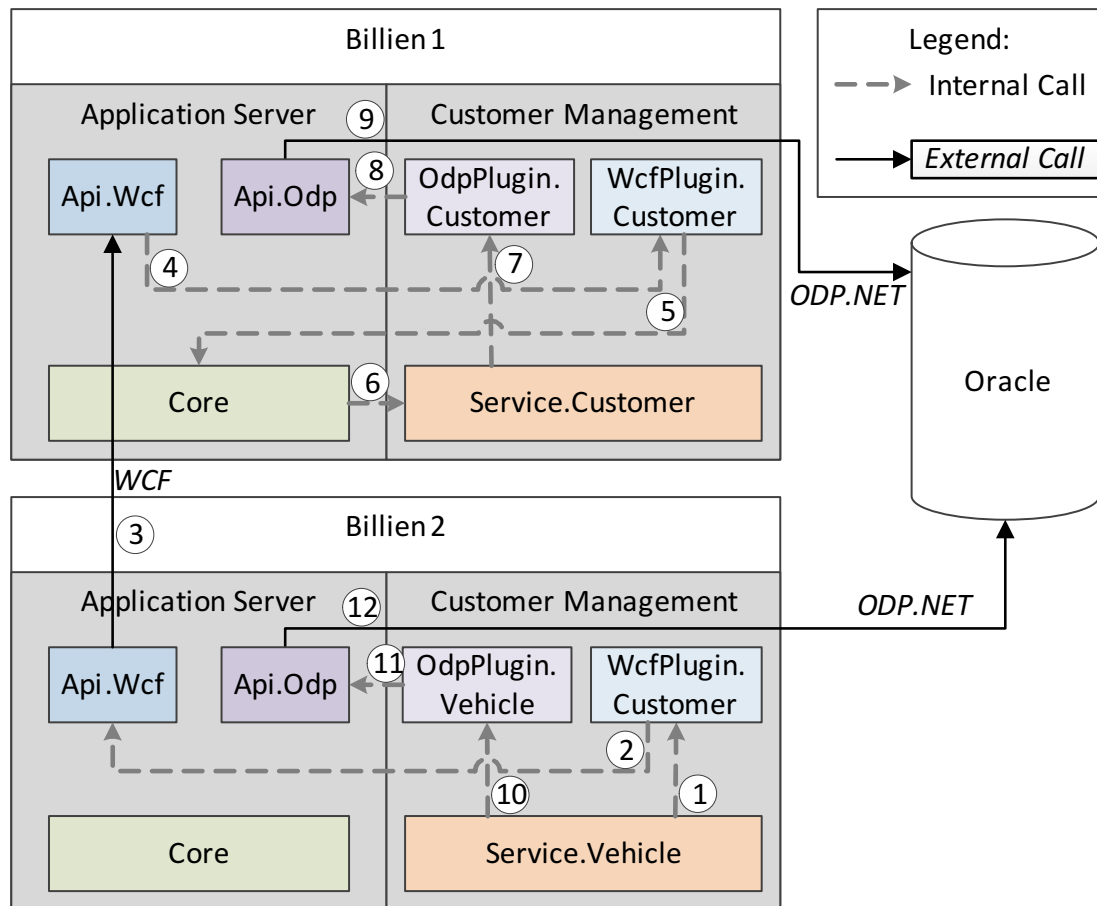 Billien 1
Application Server
Customer Management
9
Api.Wcf
Api.Odp
8
OdpPlugin.
Customer
WcfPlugin.
Customer
4
7
5
Core
6
Service.Customer
WCF
3
Billien 2
Application Server
Customer Management
12
Api.Wcf
Api.Odp
11
OdpPlugin.
Vehicle
WcfPlugin.
Customer
2
10
1
Core
Service.Vehicle
Legend:
Internal Call
External Call
ODP.NET
Oracle
ODP.NET